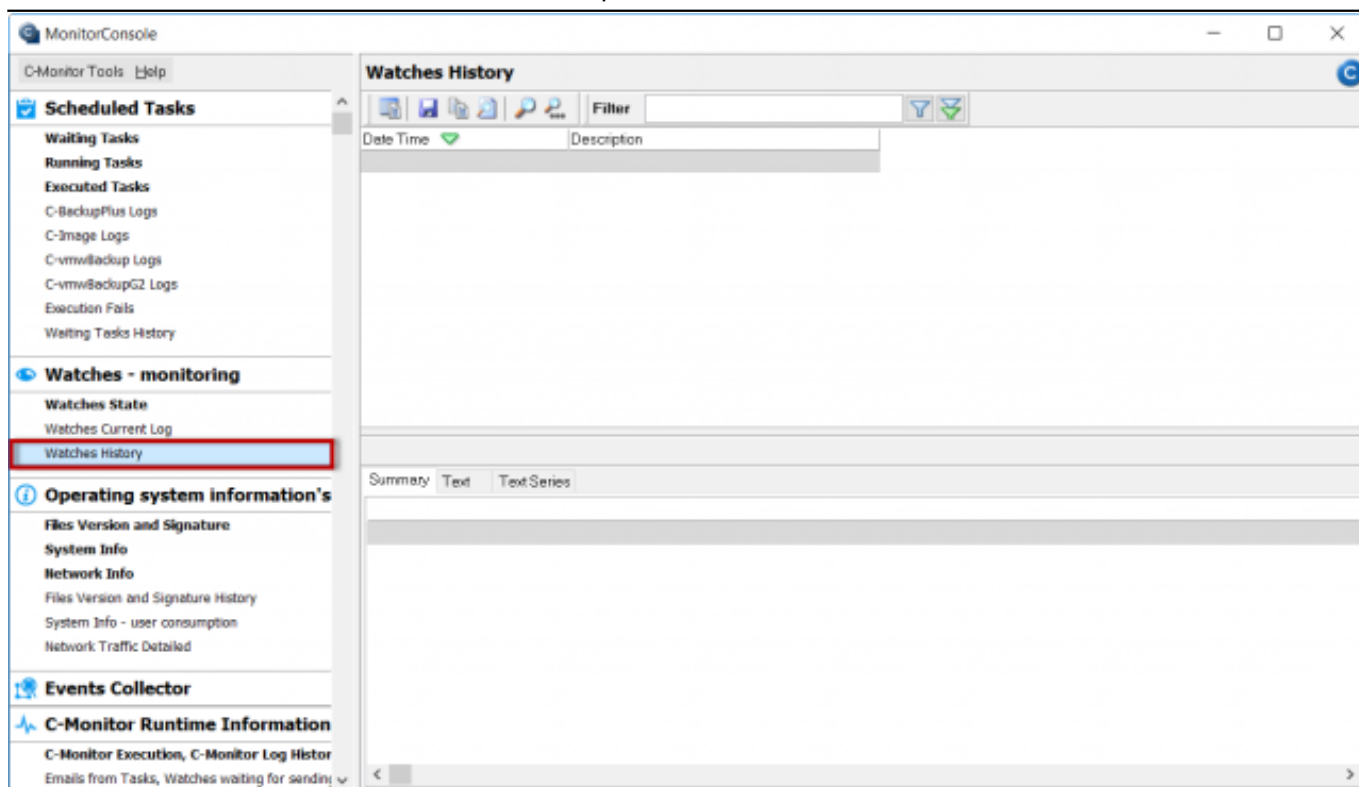 MonitorConsole
C-Monitor Tools Help
Scheduled Tasks
Waiting Tasks
Running Tasks
Executed Tasks
C-BackupPlus Logs
C-Image Logs
C-vmwBackup Logs
C-vmwBackupG2 Logs
Execution Fails
Waiting Tasks History
Watches - monitoring
Watches State
Watches Current Log
Watches History
Operating system information's
Files Version and Signature
System Info
Network Info
Files Version and Signature History
System Info - user consumption
Network Traffic Detailed
Events Collector
C-Monitor Runtime Information
C-Monitor Execution, C-Monitor Log Histor
Emails from Tasks, Watches waiting for sending
Watches History
Filter
Date Time Description
Summary Text Text Series